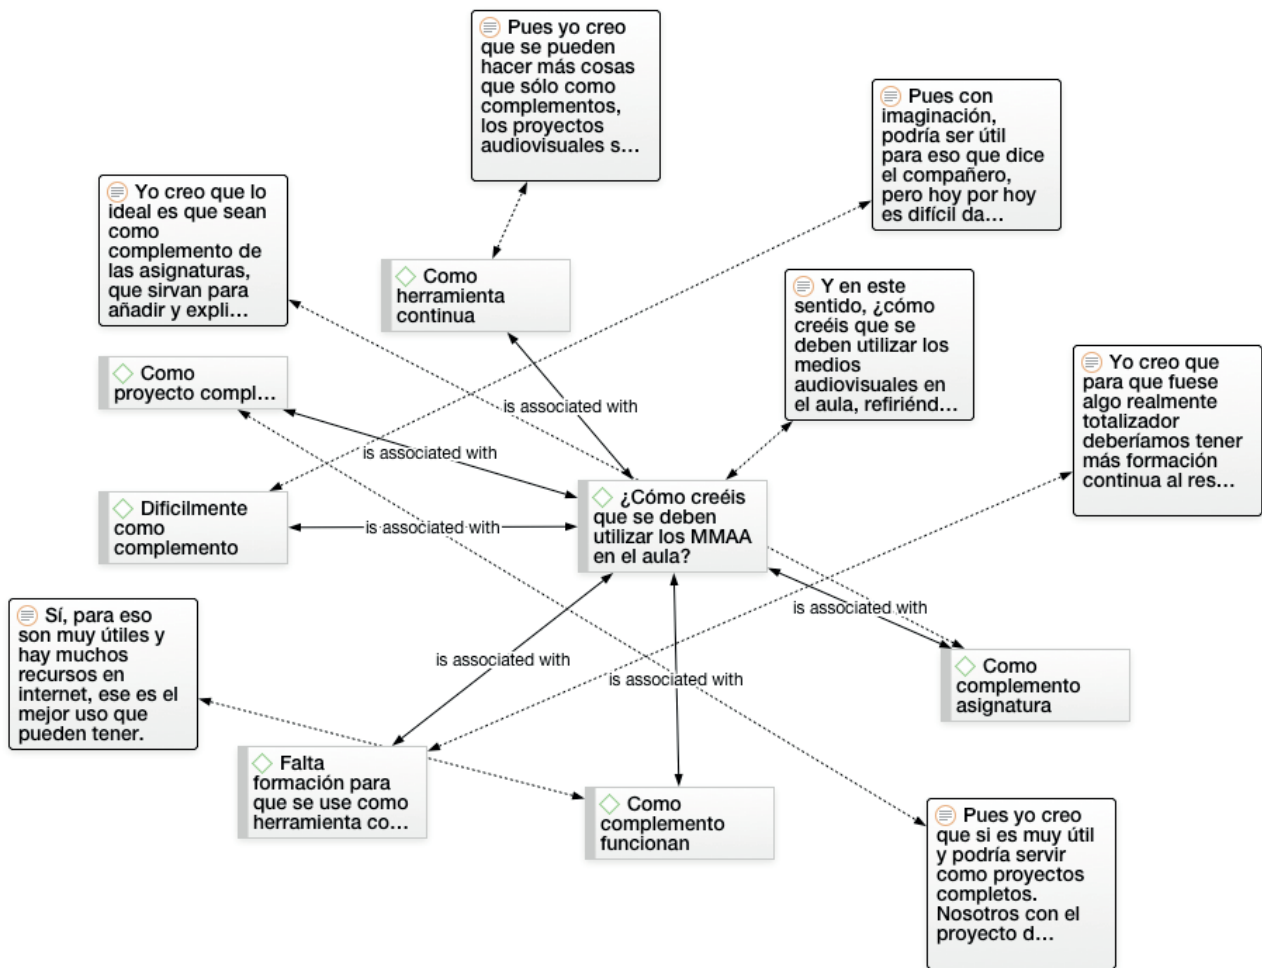 Pues yo creo
que se pueden
hacer más cosas
que sólo como
complementos,
los proyectos
audiovisuales s...
Pues con
imaginación,
podría ser útil
para eso que dice
el compañero,
pero hoy por hoy
es difícil da...
Yo creo que lo
ideal es que sean
como
complemento de
las asignaturas,
que sirvan para
añadir y expli...
Como
herramienta
continua
Y en este
sentido, ¿cómo
creéis que se
deben utilizar los
medios
audiovisuales en
el aula, refiriénd...
Yo creo que
para que fuese
algo realmente
totalizador
deberíamos tener
más formación
continua al res...
Como
proyecto compl...
is associated with
is associated with
Dificilmente
como
complemento
is associated with
¿Cómo creéis
que se deben
utilizar los MMAA
en el aula?
is associated with
Sí, para eso
son muy útiles y
hay muchos
recursos en
internet, ese es el
mejor uso que
pueden tener.
is associated with
is associated with
Como
complemento
asignatura
Falta
formación para
que se use como
herramienta co...
Como
complemento
funcionan
Pues yo creo
que si es muy útil
y podría servir
como proyectos
completos.
Nosotros con el
proyecto d...